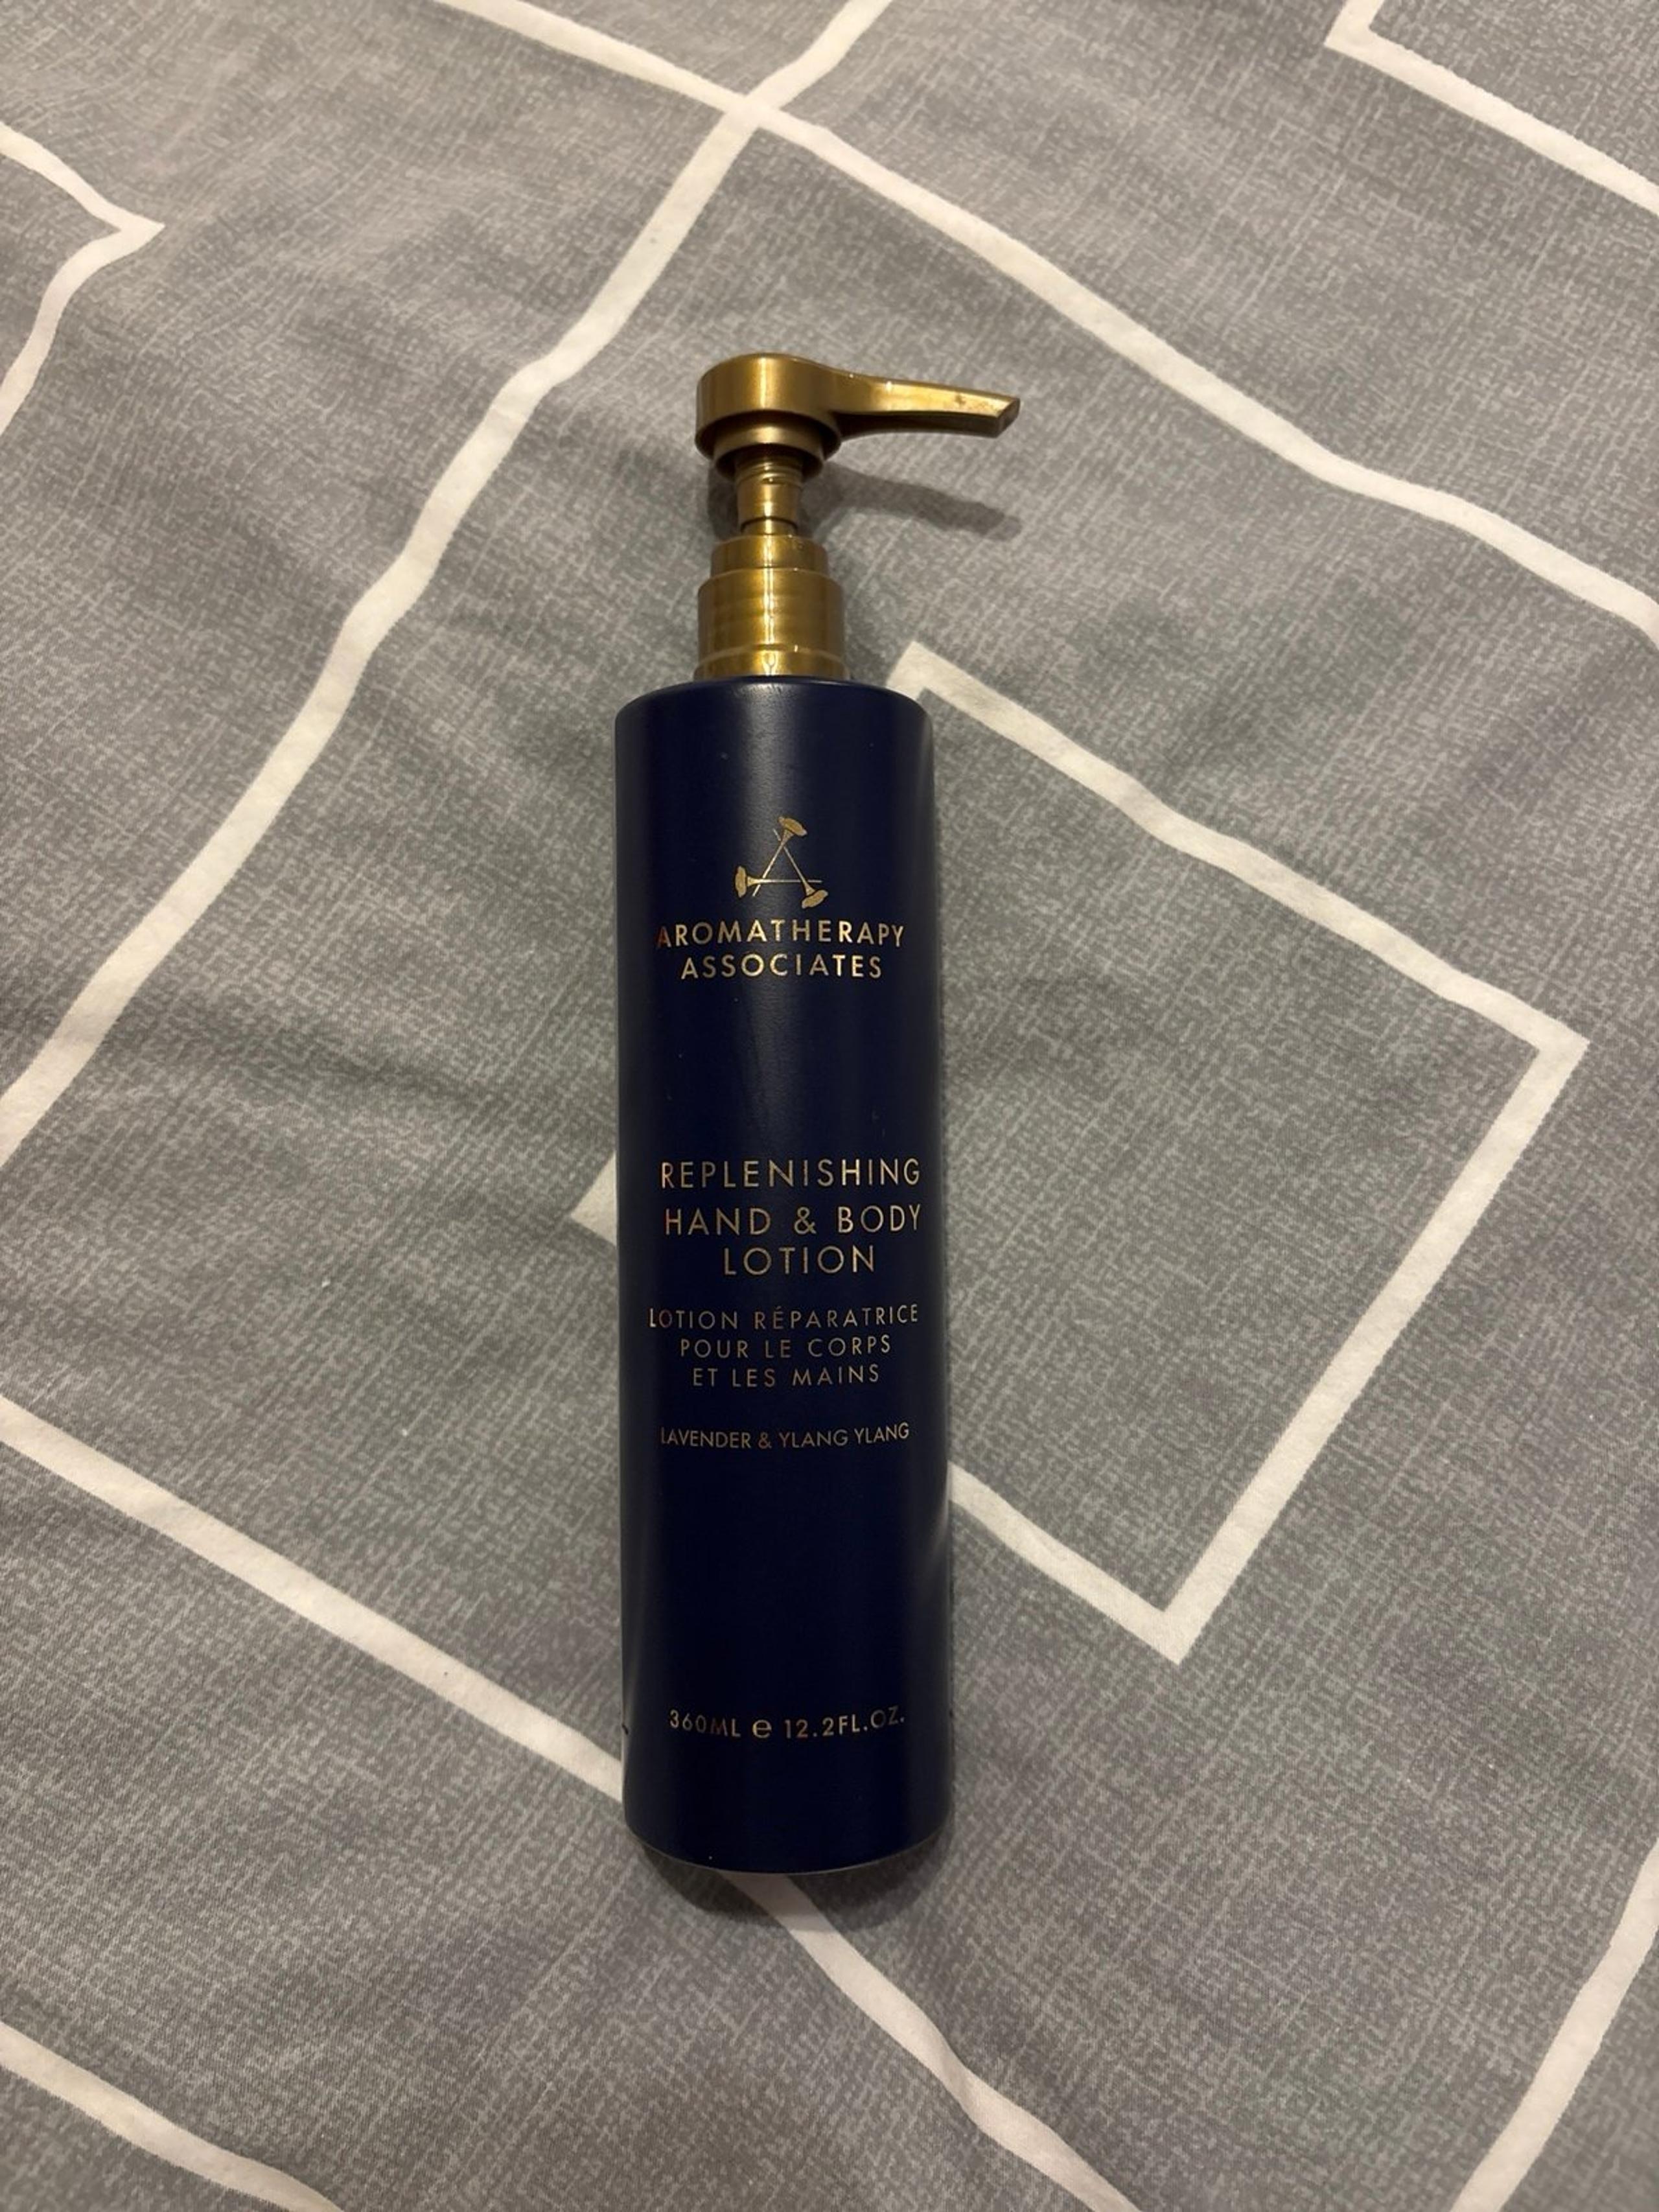 AROMATHERAPY
ASSOCIATES
REPLENISHING
HAND & BODY
LOTION
LOTION RÉPARATRICE
POUR LE CORPS
ET LES MAINS
LAVENDER & YLANG YLANG
360ML ℮ 12.2FL.OZ.